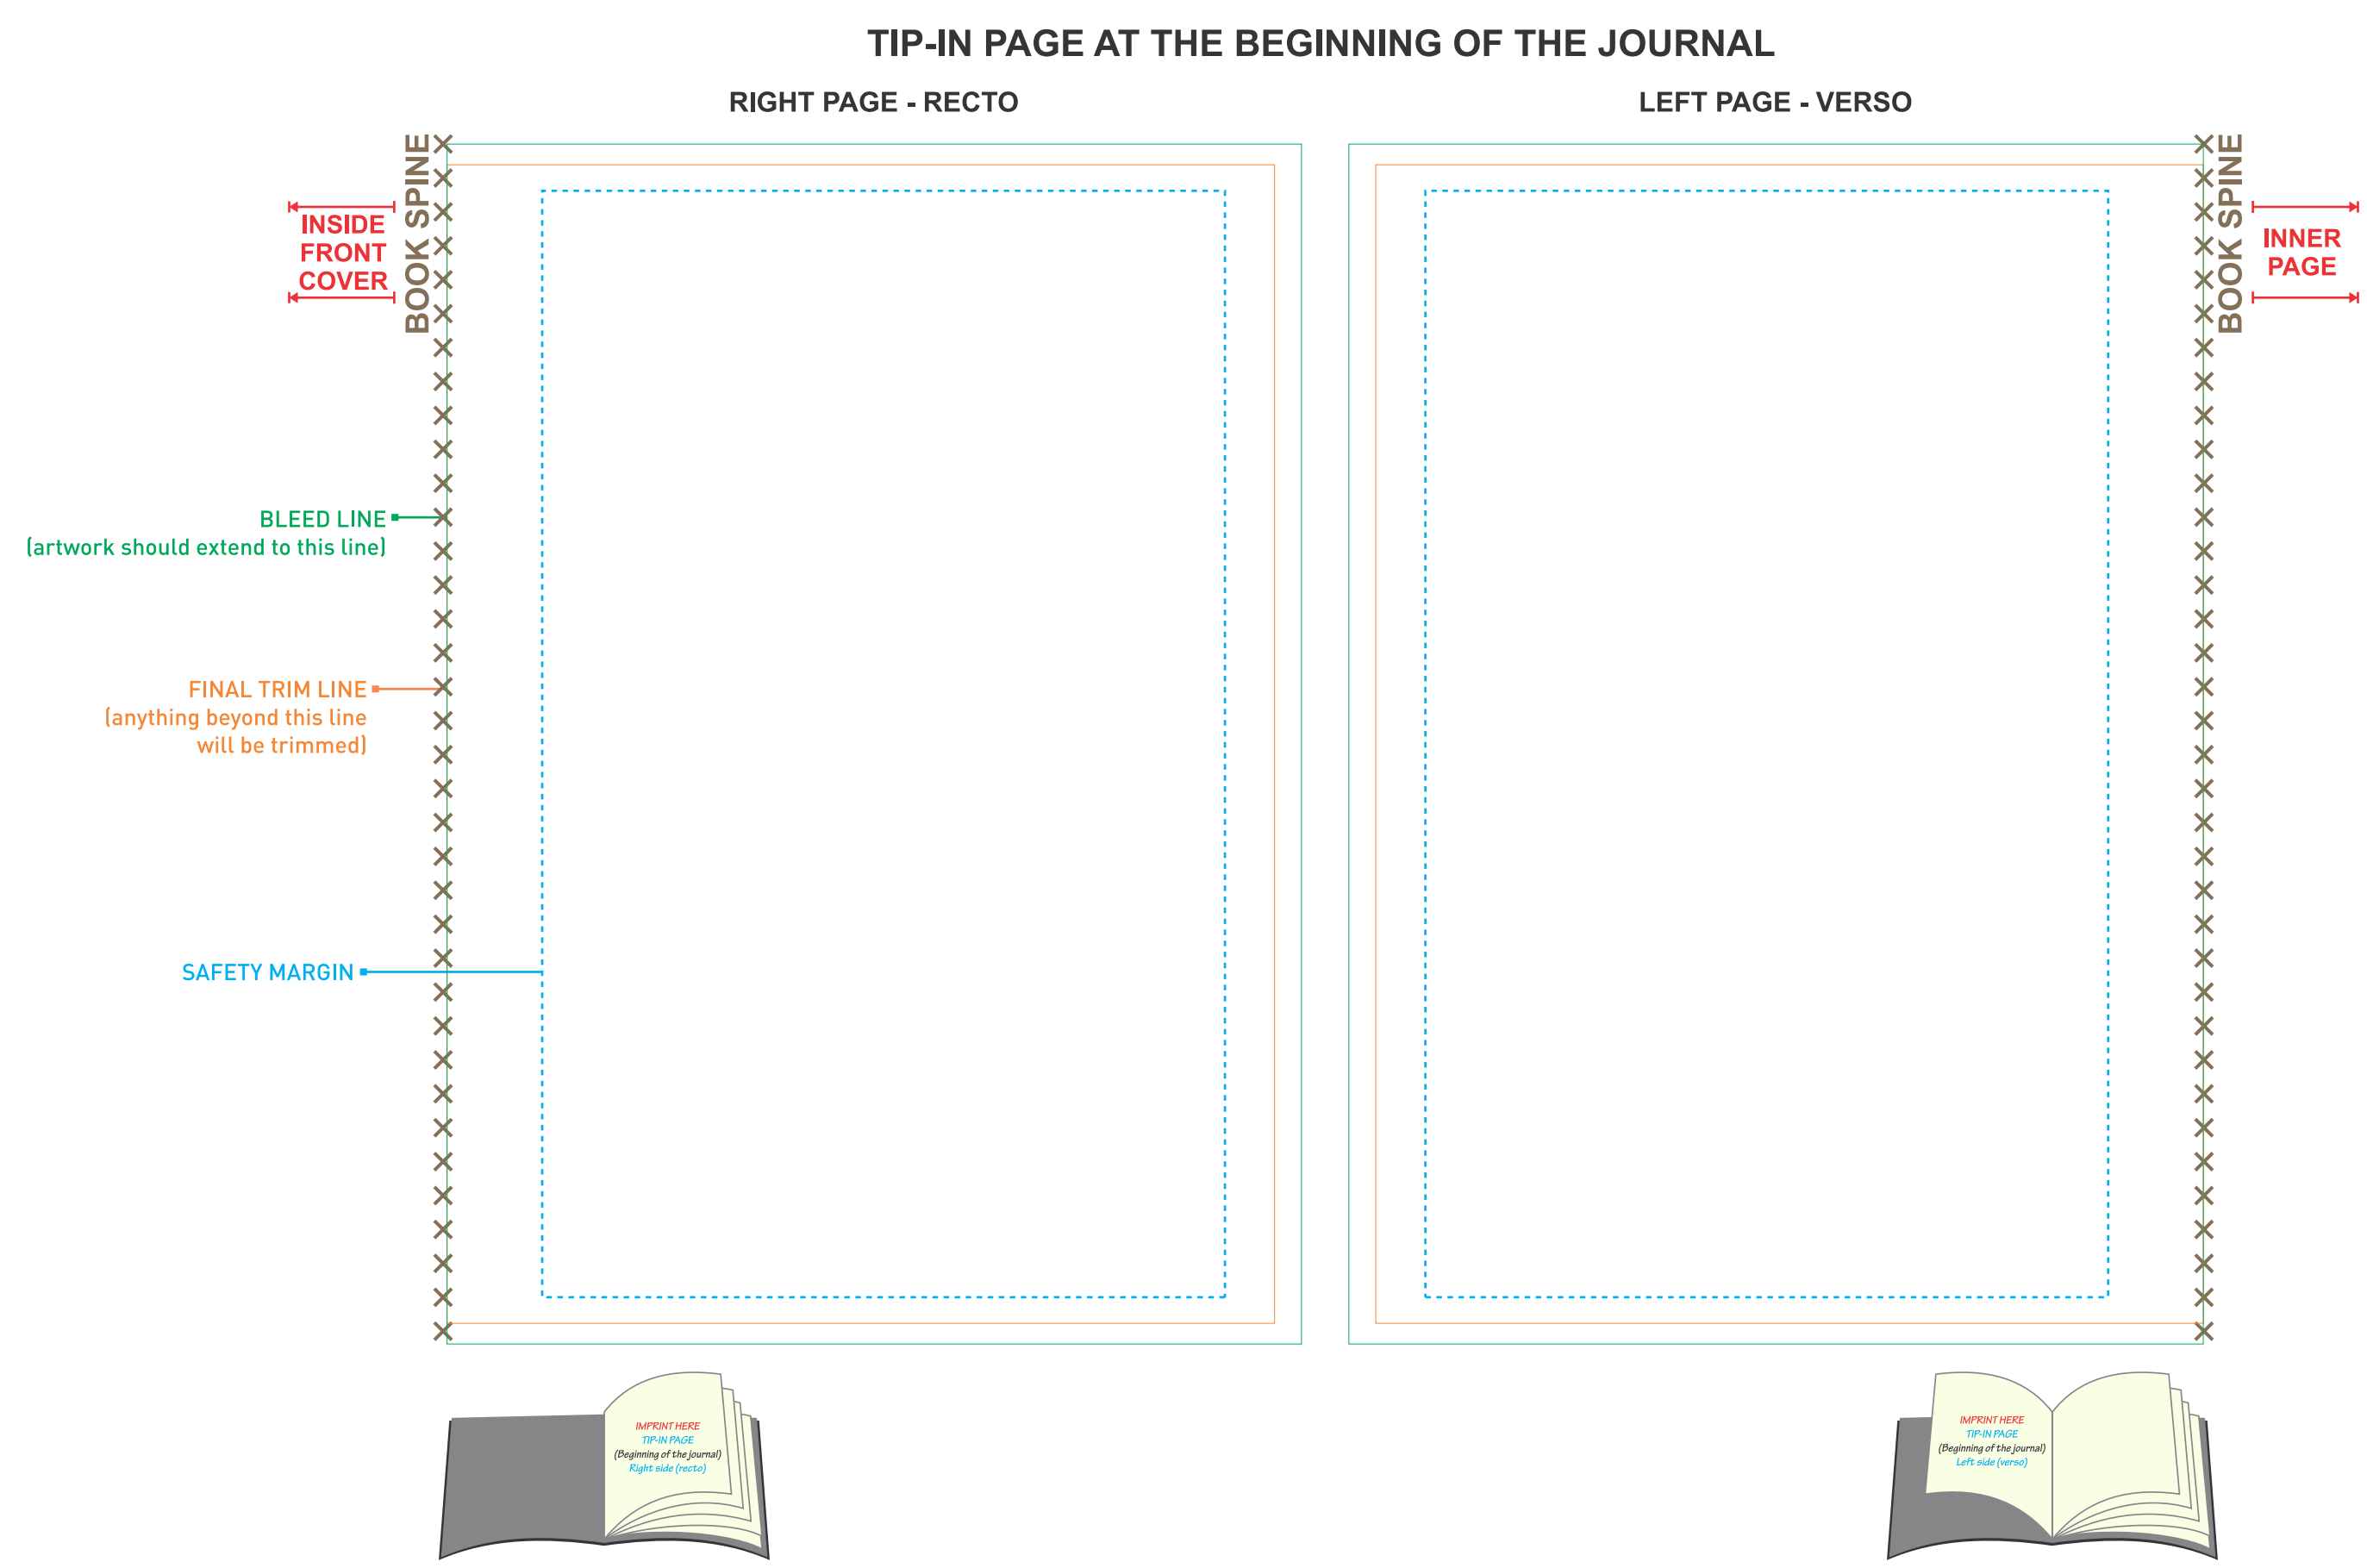 TIP-IN PAGE AT THE BEGINNING OF THE JOURNAL
RIGHT PAGE - RECTO
LEFT PAGE - VERSO
BOOK SPINE
INSIDE
FRONT
COVER
BOOK SPINE
INNER
PAGE
BLEED LINE
(artwork should extend to this line)
FINAL TRIM LINE
(anything beyond this line
will be trimmed)
SAFETY MARGIN
IMPRINT HERE
TIP-IN PAGE
(Beginning of the journal)
Right side (recto)
IMPRINT HERE
TIP-IN PAGE
(Beginning of the journal)
Left side (verso)